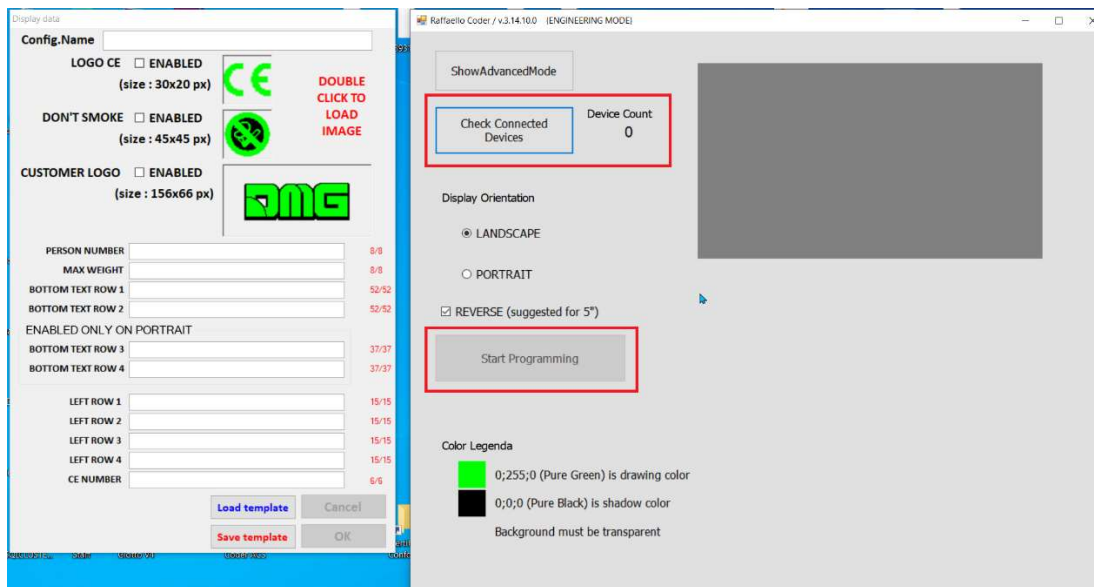 Display data
Config.Name
LOGO CE ENABLED
(size : 30x20 px)
CE
DOUBLE
CLICK TO
LOAD
IMAGE
DON'T SMOKE ENABLED
(size : 45x45 px)
CUSTOMER LOGO ENABLED
(size : 156x66 px)
DMG
PERSON NUMBER 8/8
MAX WEIGHT 8/8
BOTTOM TEXT ROW 1 52/52
BOTTOM TEXT ROW 2 52/52
ENABLED ONLY ON PORTRAIT
BOTTOM TEXT ROW 3 37/37
BOTTOM TEXT ROW 4 37/37
LEFT ROW 1 15/15
LEFT ROW 2 15/15
LEFT ROW 3 15/15
LEFT ROW 4 15/15
CE NUMBER 6/6
Load template Cancel
Save template OK
Raffaello Coder / v.3.14.10.0 (ENGINEERING MODE)
ShowAdvancedMode
Check Connected
Devices
Device Count
0
Display Orientation
LANDSCAPE
PORTRAIT
REVERSE (suggested for 5")
Start Programming
Color Legenda
0;255;0 (Pure Green) is drawing color
0;0;0 (Pure Black) is shadow color
Background must be transparent